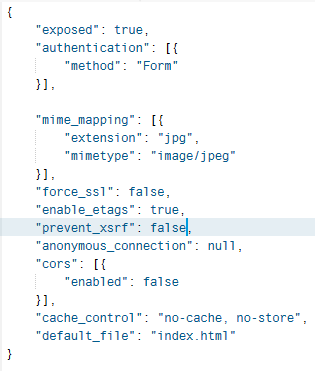 {
"exposed": true,
"authentication": [{
"method": "Form"
}],
"mime_mapping": [{
"extension": "jpg",
"mimetype": "image/jpeg"
}],
"force_ssl": false,
"enable_etags": true,
"prevent_xsrf": false,
"anonymous_connection": null,
"cors": [{
"enabled": false
}],
"cache_control": "no-cache, no-store",
"default_file": "index.html"
}